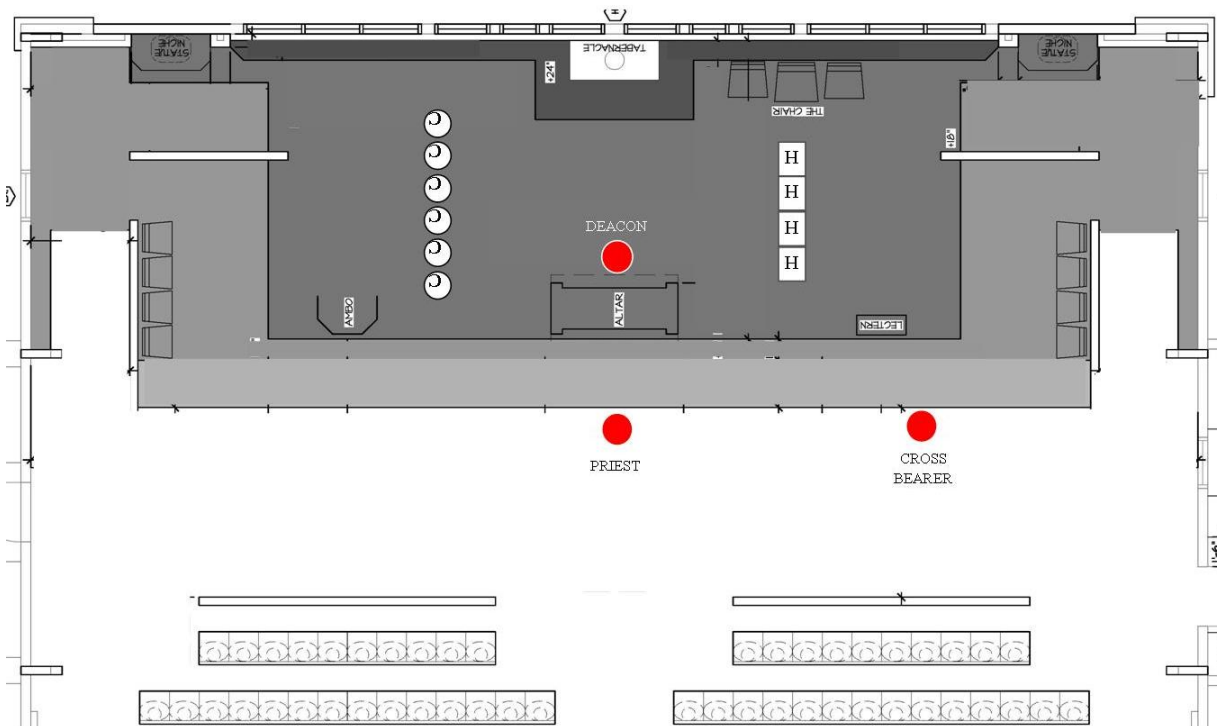 H
STATUE
NICHE
TABERNACLE
STATUE
NICHE
+24"
THE CHAIR
+18"
C
C
C
C
C
C
H
H
H
H
DEACON
AMBO
ALTAR
LECTERN
PRIEST
CROSS
BEARER